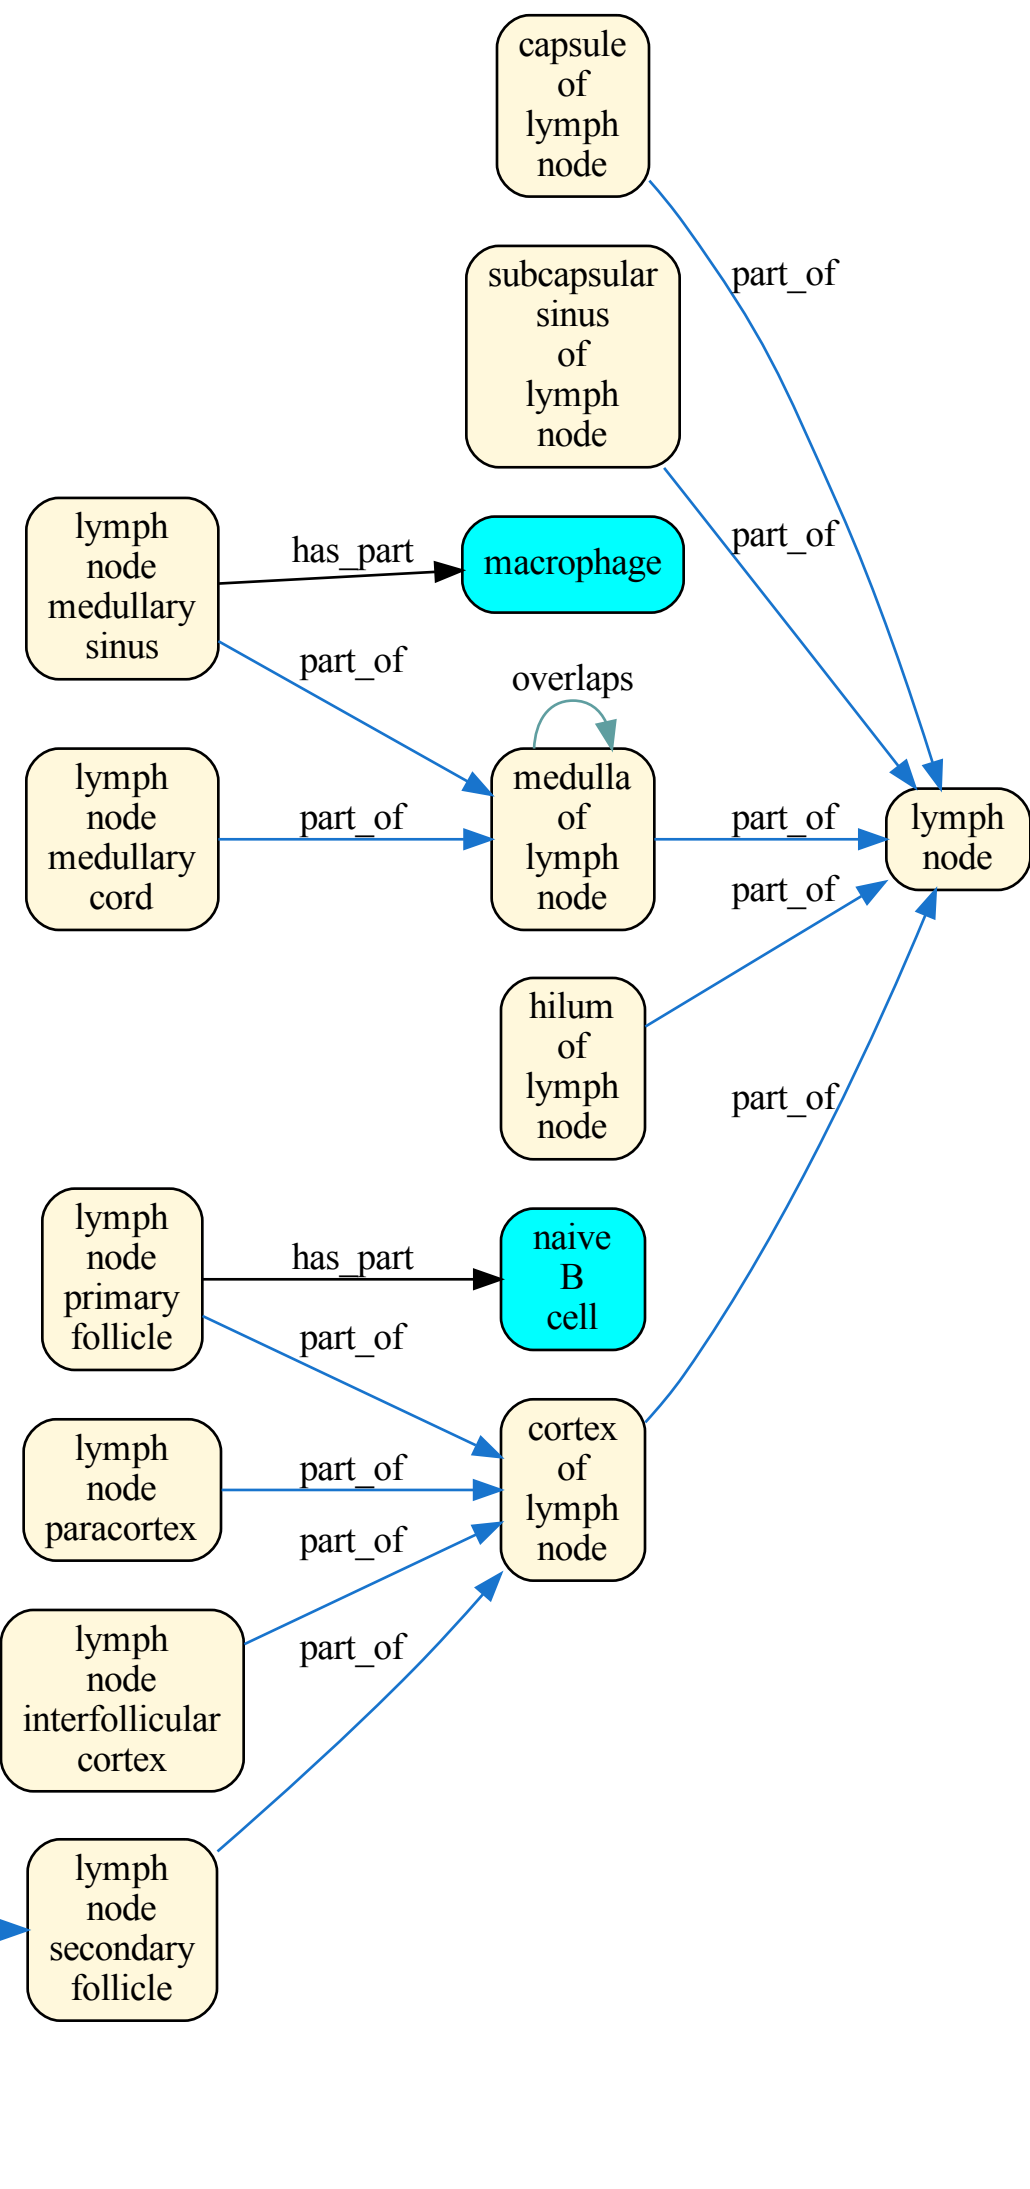 capsule
of
lymph
node
part_of
subcapsular
sinus
of
lymph
node
part_of
lymph
node
medullary
sinus
has_part
macrophage
part_of
overlaps
lymph
node
medullary
cord
part_of
medulla
of
lymph
node
part_of
lymph
node
part_of
hilum
of
lymph
node
part_of
lymph
node
primary
follicle
has_part
naive
B
cell
part_of
lymph
node
paracortex
part_of
cortex
of
lymph
node
part_of
lymph
node
interfollicular
cortex
part_of
lymph
node
secondary
follicle